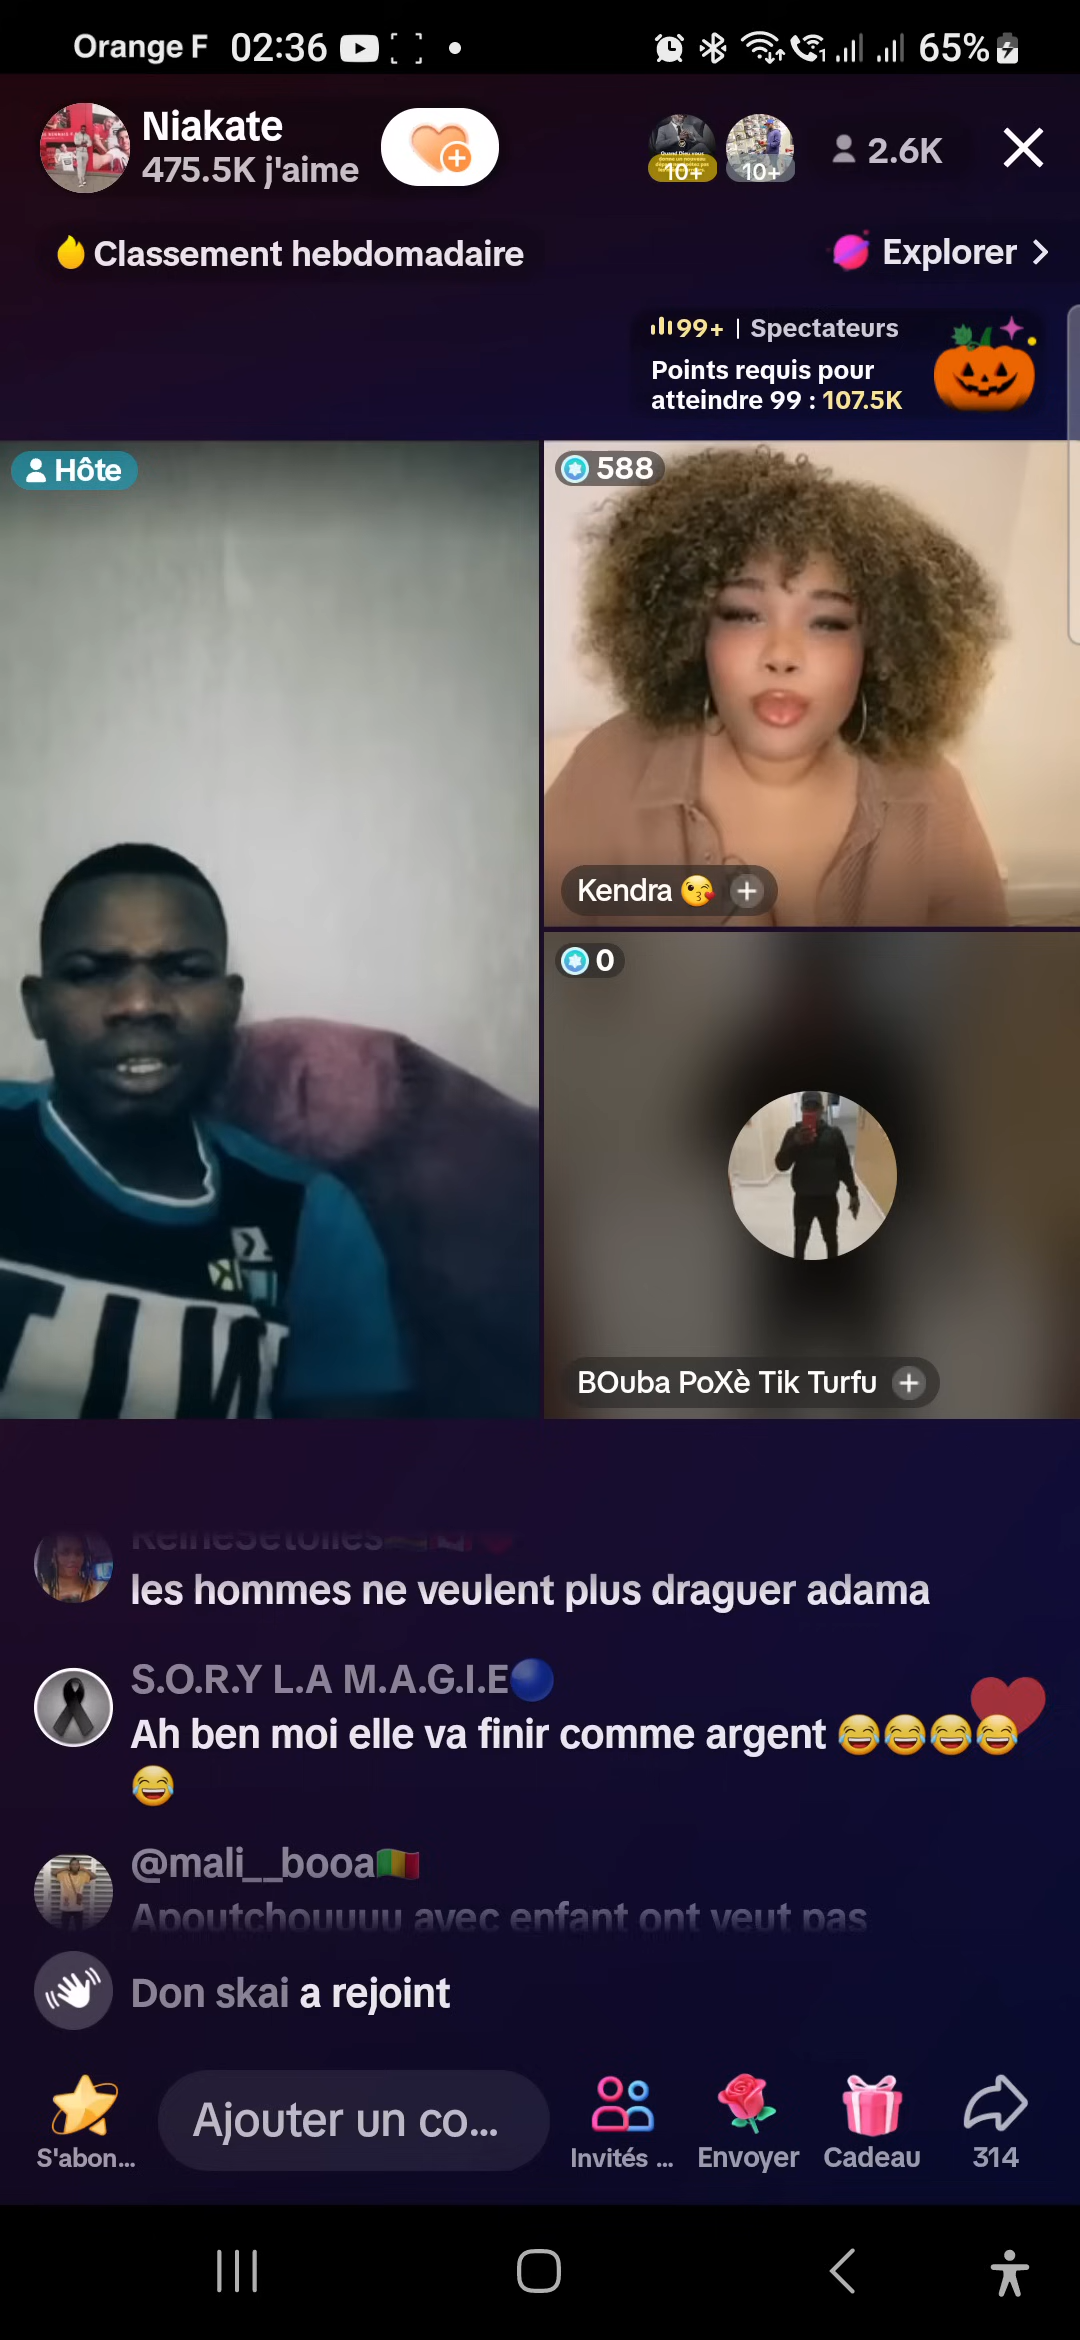 Orange F 02:36 65%
Niakate
475.5K j'aime
10+ 10+ 2.6K
Classement hebdomadaire
Explorer >
99+ | Spectateurs
Points requis pour
atteindre 99 : 107.5K
Hôte
588
Kendra 😘 +
0
BOuba PoXè Tik Turfu +
les hommes ne veulent plus draguer adama
S.O.R.Y L.A M.A.G.I.E🔵
Ah ben moi elle va finir comme argent 😂😂😂😂
😂
@mali__booa🇲🇱
Apoutchouuuu avec enfant ont veut pas
Don skai a rejoint
S'abon...
Ajouter un co...
Invités ...
Envoyer
Cadeau
314